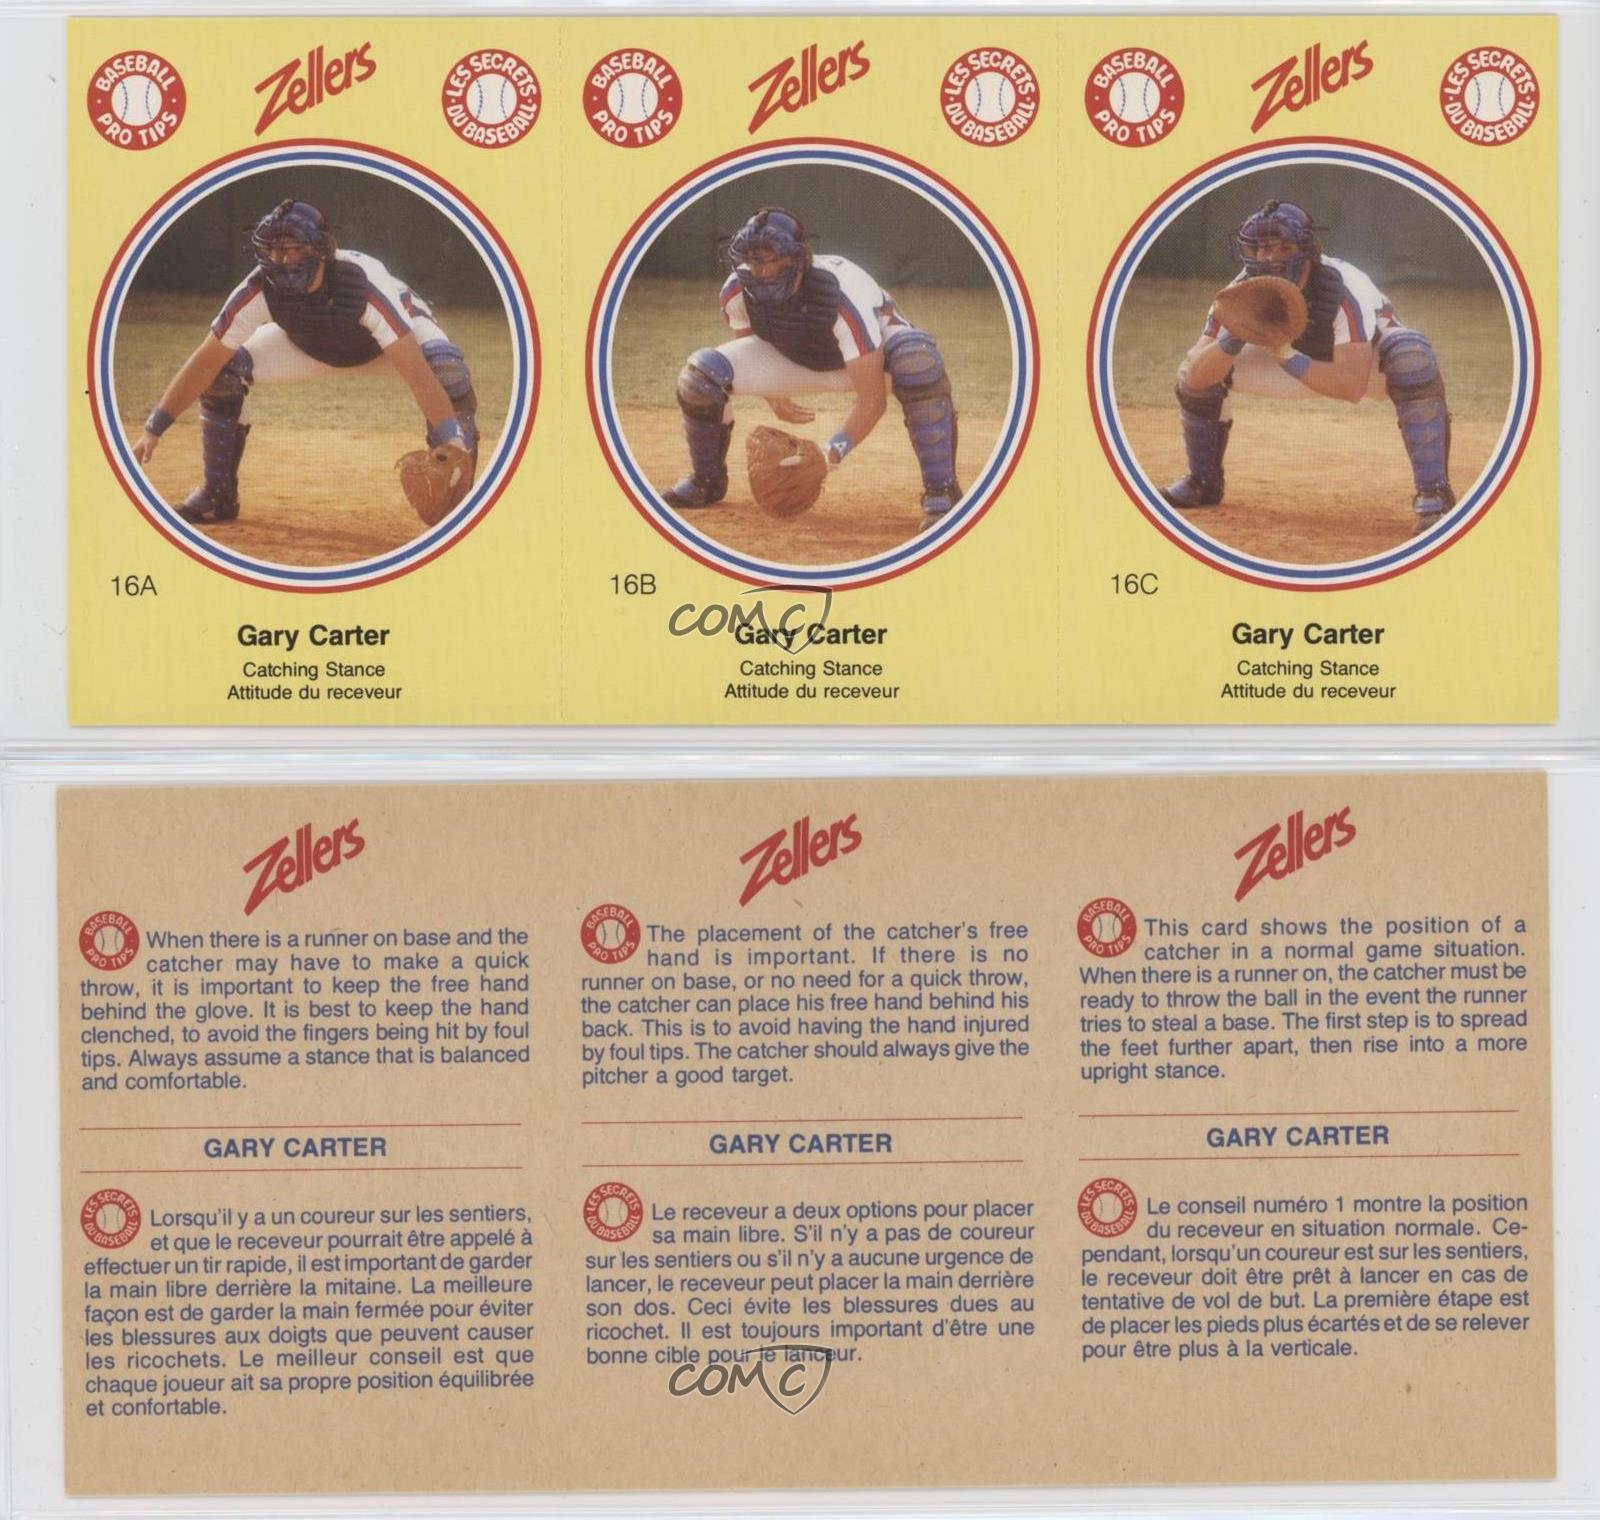 BASEBALL PRO TIPS
Zellers
LES SECRETS DU BASEBALL
16A
Gary Carter
Catching Stance
Attitude du receveur
BASEBALL PRO TIPS
Zellers
LES SECRETS DU BASEBALL
16B
Gary Carter
Catching Stance
Attitude du receveur
BASEBALL PRO TIPS
Zellers
LES SECRETS DU BASEBALL
16C
Gary Carter
Catching Stance
Attitude du receveur
COMC
Zellers
BASEBALL PRO TIPS
When there is a runner on base and the
catcher may have to make a quick
throw, it is important to keep the free hand
behind the glove. It is best to keep the hand
clenched, to avoid the fingers being hit by foul
tips. Always assume a stance that is balanced
and comfortable.
GARY CARTER
LES SECRETS DU BASEBALL
Lorsqu'il y a un coureur sur les sentiers,
et que le receveur pourrait être appelé à
effectuer un tir rapide, il est important de garder
la main libre derrière la mitaine. La meilleure
façon est de garder la main fermée pour éviter
les blessures aux doigts que peuvent causer
les ricochets. Le meilleur conseil est que
chaque joueur ait sa propre position équilibrée
et confortable.
Zellers
BASEBALL PRO TIPS
The placement of the catcher's free
hand is important. If there is no
runner on base, or no need for a quick throw,
the catcher can place his free hand behind his
back. This is to avoid having the hand injured
by foul tips. The catcher should always give the
pitcher a good target.
GARY CARTER
LES SECRETS DU BASEBALL
Le receveur a deux options pour placer
sa main libre. S'il n'y a pas de coureur
sur les sentiers ou s'il n'y a aucune urgence de
lancer, le receveur peut placer la main derrière
son dos. Ceci évite les blessures dues au
ricochet. Il est toujours important d'être une
bonne cible pour le lanceur.
COMC
Zellers
BASEBALL PRO TIPS
This card shows the position of a
catcher in a normal game situation.
When there is a runner on, the catcher must be
ready to throw the ball in the event the runner
tries to steal a base. The first step is to spread
the feet further apart, then rise into a more
upright stance.
GARY CARTER
LES SECRETS DU BASEBALL
Le conseil numéro 1 montre la position
du receveur en situation normale. Ce-
pendant, lorsqu'un coureur est sur les sentiers,
le receveur doit être prêt à lancer en cas de
tentative de vol de but. La première étape est
de placer les pieds plus écartés et de se relever
pour être plus à la verticale.